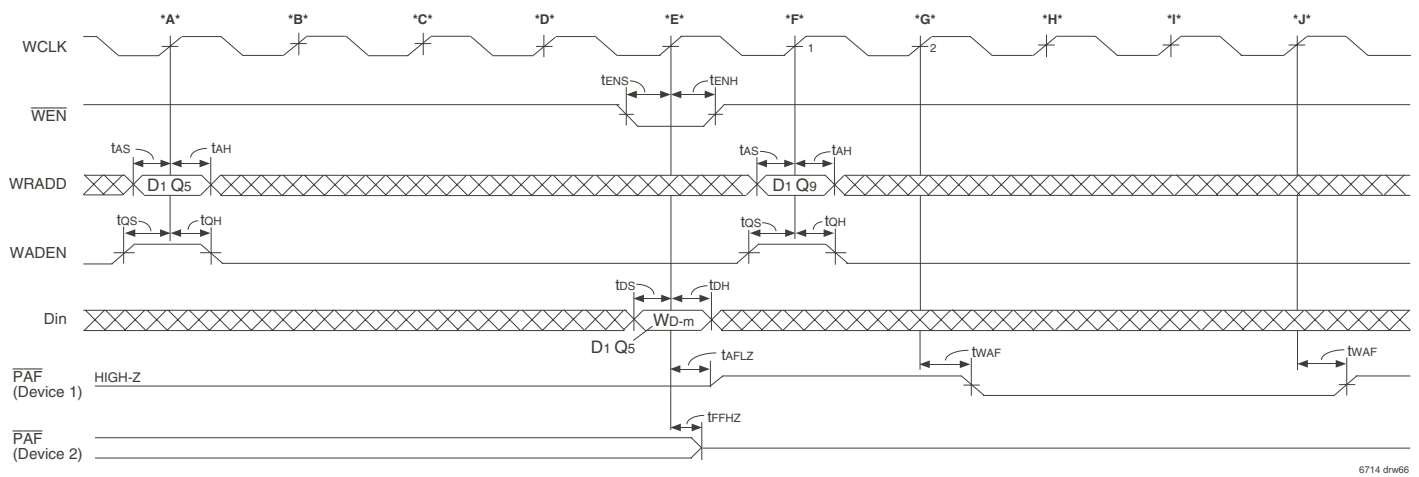 *A* *B* *C* *D* *E* *F* *G* *H* *I* *J*
WCLK 1 2
tENS tENH
WEN
tAS tAH tAS tAH
WRADD D1 Q5 D1 Q9
tQS tQH tQS tQH
WADEN
tDS tDH
Din WD-m
D1 Q5
tAFLZ tWAF tWAF
PAF HIGH-Z
(Device 1)
tFFHZ
PAF
(Device 2)
6714 drw66